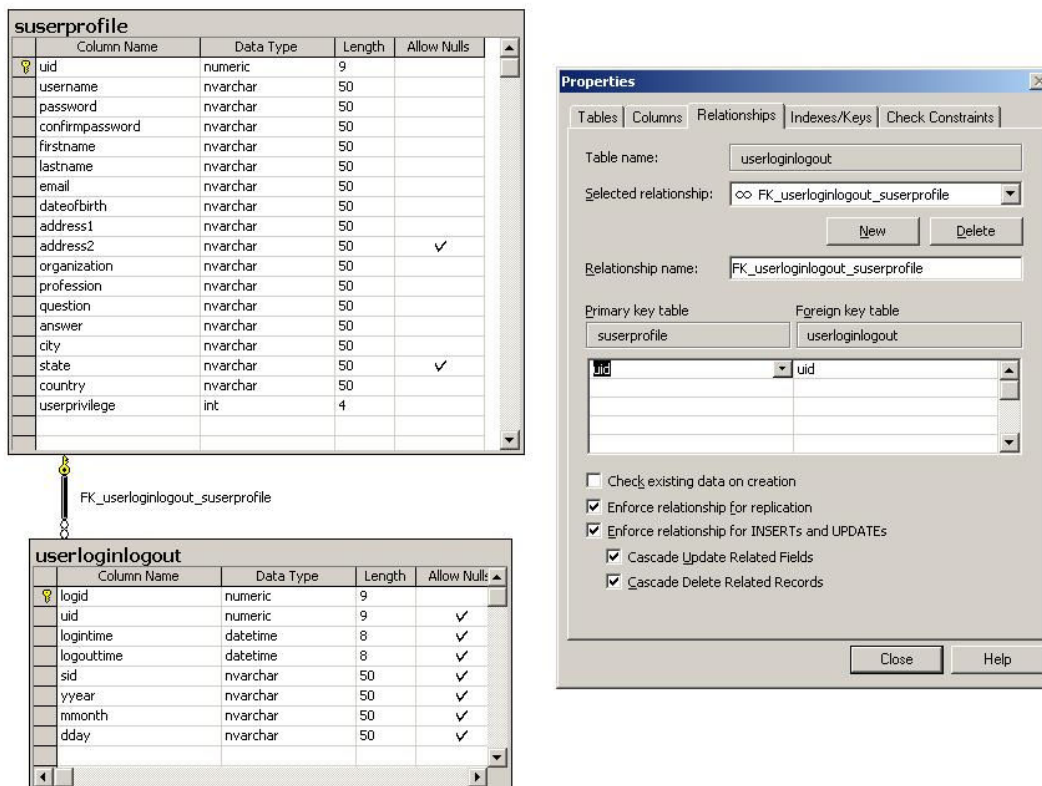 suserprofile
Column Name Data Type Length Allow Nulls
uid numeric 9
username nvarchar 50
password nvarchar 50
confirmpassword nvarchar 50
firstname nvarchar 50
lastname nvarchar 50
email nvarchar 50
dateofbirth nvarchar 50
address1 nvarchar 50
address2 nvarchar 50
organization nvarchar 50
profession nvarchar 50
question nvarchar 50
answer nvarchar 50
city nvarchar 50
state nvarchar 50
country nvarchar 50
userprivilege int 4
FK_userloginlogout_suserprofile
userloginlogout
Column Name Data Type Length Allow Nulls
logid numeric 9
uid numeric 9
logintime datetime 8
logouttime datetime 8
sid nvarchar 50
yyear nvarchar 50
mmonth nvarchar 50
dday nvarchar 50
Properties
Tables Columns Relationships Indexes/Keys Check Constraints
Table name: userloginlogout
Selected relationship: FK_userloginlogout_suserprofile
New Delete
Relationship name: FK_userloginlogout_suserprofile
Primary key table Foreign key table
suserprofile userloginlogout
uid uid
Check existing data on creation
Enforce relationship for replication
Enforce relationship for INSERTs and UPDATEs
Cascade Update Related Fields
Cascade Delete Related Records
Close Help